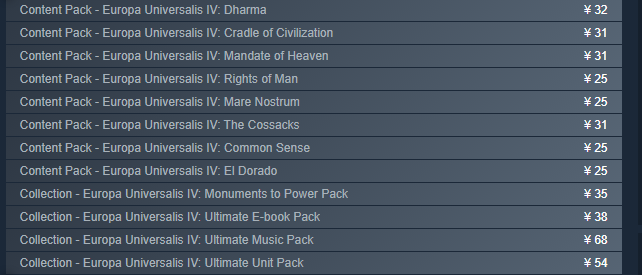 Content Pack - Europa Universalis IV: Dharma ¥ 32
Content Pack - Europa Universalis IV: Cradle of Civilization ¥ 31
Content Pack - Europa Universalis IV: Mandate of Heaven ¥ 31
Content Pack - Europa Universalis IV: Rights of Man ¥ 25
Content Pack - Europa Universalis IV: Mare Nostrum ¥ 25
Content Pack - Europa Universalis IV: The Cossacks ¥ 31
Content Pack - Europa Universalis IV: Common Sense ¥ 25
Content Pack - Europa Universalis IV: El Dorado ¥ 25
Collection - Europa Universalis IV: Monuments to Power Pack ¥ 35
Collection - Europa Universalis IV: Ultimate E-book Pack ¥ 38
Collection - Europa Universalis IV: Ultimate Music Pack ¥ 68
Collection - Europa Universalis IV: Ultimate Unit Pack ¥ 54